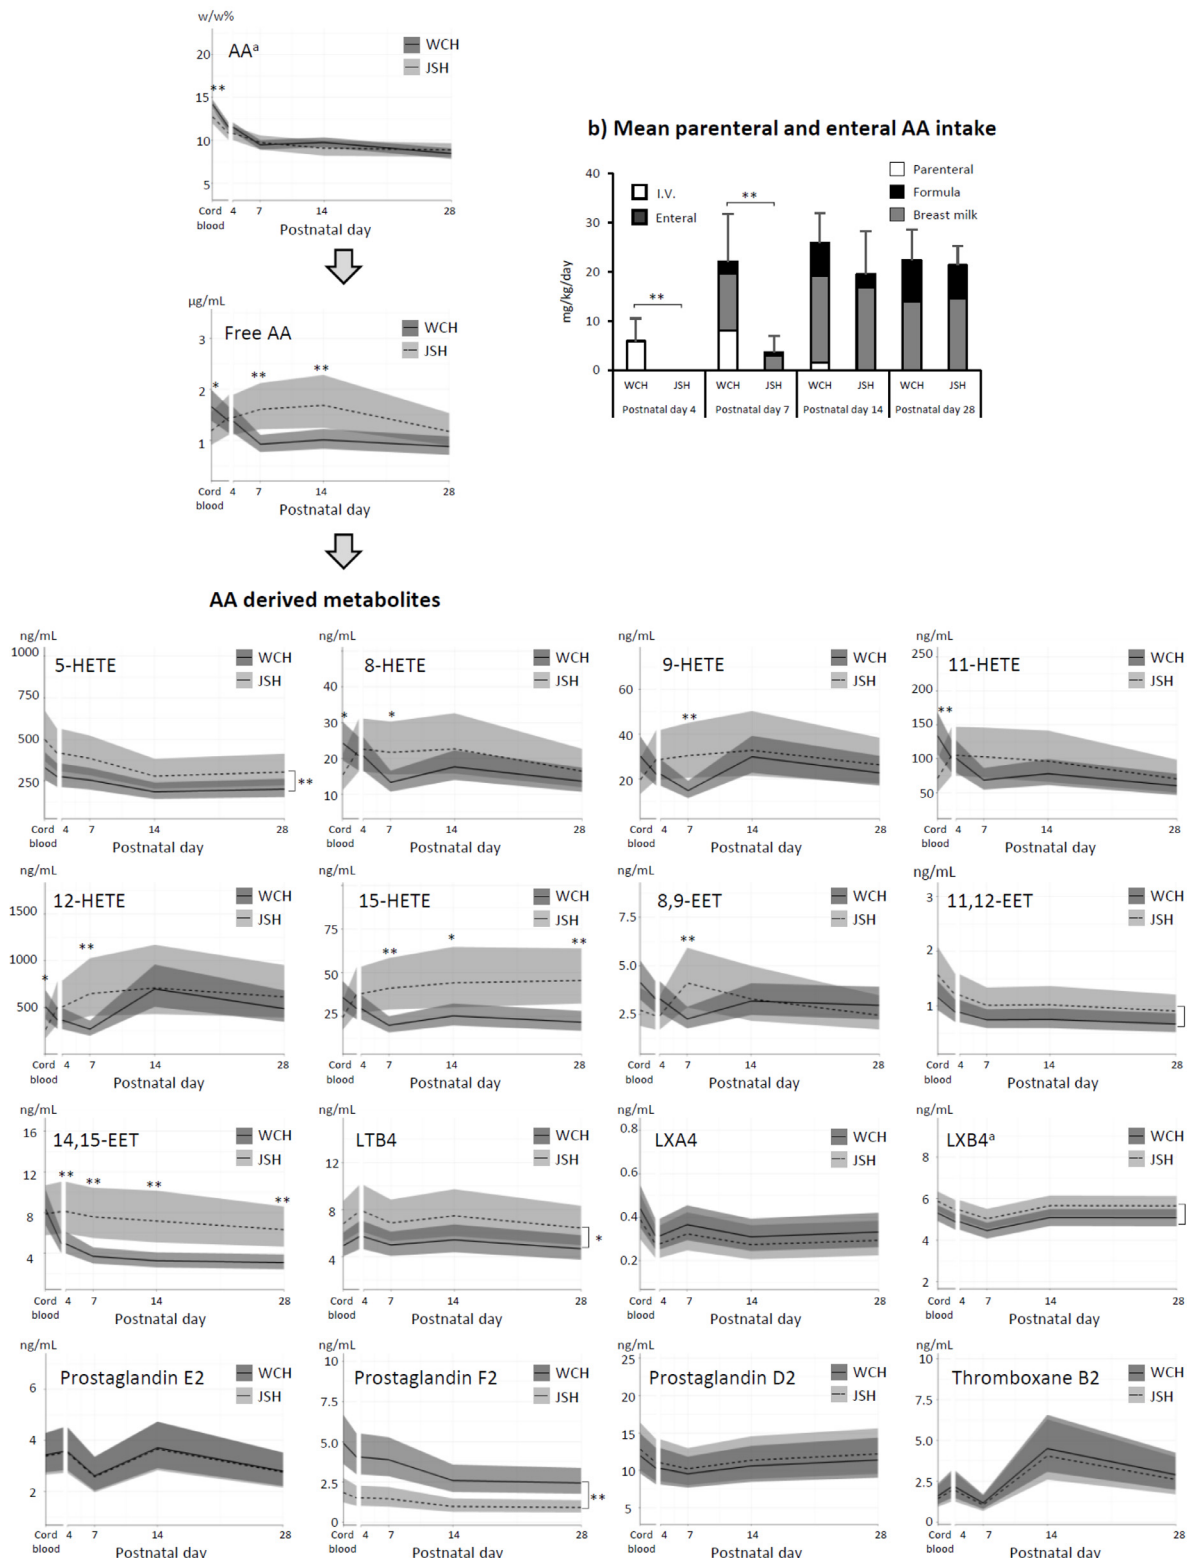 w/w%
AAᵃ
WCH
JSH
20
15
10
5
**
Cord blood 4 7 14 28
Postnatal day
b) Mean parenteral and enteral AA intake
40
30
20
10
0
mg/kg/day
I.V.
Enteral
Parenteral
Formula
Breast milk
** **
WCH JSH WCH JSH WCH JSH WCH JSH
Postnatal day 4 Postnatal day 7 Postnatal day 14 Postnatal day 28
µg/mL
Free AA
WCH
JSH
3
2
1
* ** **
Cord blood 4 7 14 28
Postnatal day
AA derived metabolites
ng/mL
5-HETE
WCH
JSH
1000
750
500
250
**
Cord blood 4 7 14 28
Postnatal day
ng/mL
8-HETE
WCH
JSH
40
30
20
10
* *
Cord blood 4 7 14 28
Postnatal day
ng/mL
9-HETE
WCH
JSH
60
40
20
**
Cord blood 4 7 14 28
Postnatal day
ng/mL
11-HETE
WCH
JSH
250
200
150
100
50
**
Cord blood 4 7 14 28
Postnatal day
ng/mL
12-HETE
WCH
JSH
1500
1000
500
* **
Cord blood 4 7 14 28
Postnatal day
ng/mL
15-HETE
WCH
JSH
75
50
25
** * **
Cord blood 4 7 14 28
Postnatal day
ng/mL
8,9-EET
WCH
JSH
7.5
5.0
2.5
**
Cord blood 4 7 14 28
Postnatal day
ng/mL
11,12-EET
WCH
JSH
3
2
1
Cord blood 4 7 14 28
Postnatal day
ng/mL
14,15-EET
WCH
JSH
16
12
8
4
** ** ** **
Cord blood 4 7 14 28
Postnatal day
ng/mL
LTB4
WCH
JSH
12
9
6
3
*
Cord blood 4 7 14 28
Postnatal day
ng/mL
LXA4
WCH
JSH
0.8
0.6
0.4
0.2
Cord blood 4 7 14 28
Postnatal day
ng/mL
LXB4ᵃ
WCH
JSH
8
6
4
2
Cord blood 4 7 14 28
Postnatal day
ng/mL
Prostaglandin E2
WCH
JSH
6
4
2
Cord blood 4 7 14 28
Postnatal day
ng/mL
Prostaglandin F2
WCH
JSH
10
7.5
5.0
2.5
0
**
Cord blood 4 7 14 28
Postnatal day
ng/mL
Prostaglandin D2
WCH
JSH
25
20
15
10
5
Cord blood 4 7 14 28
Postnatal day
ng/mL
Thromboxane B2
WCH
JSH
10
7.5
5.0
2.5
0
Cord blood 4 7 14 28
Postnatal day